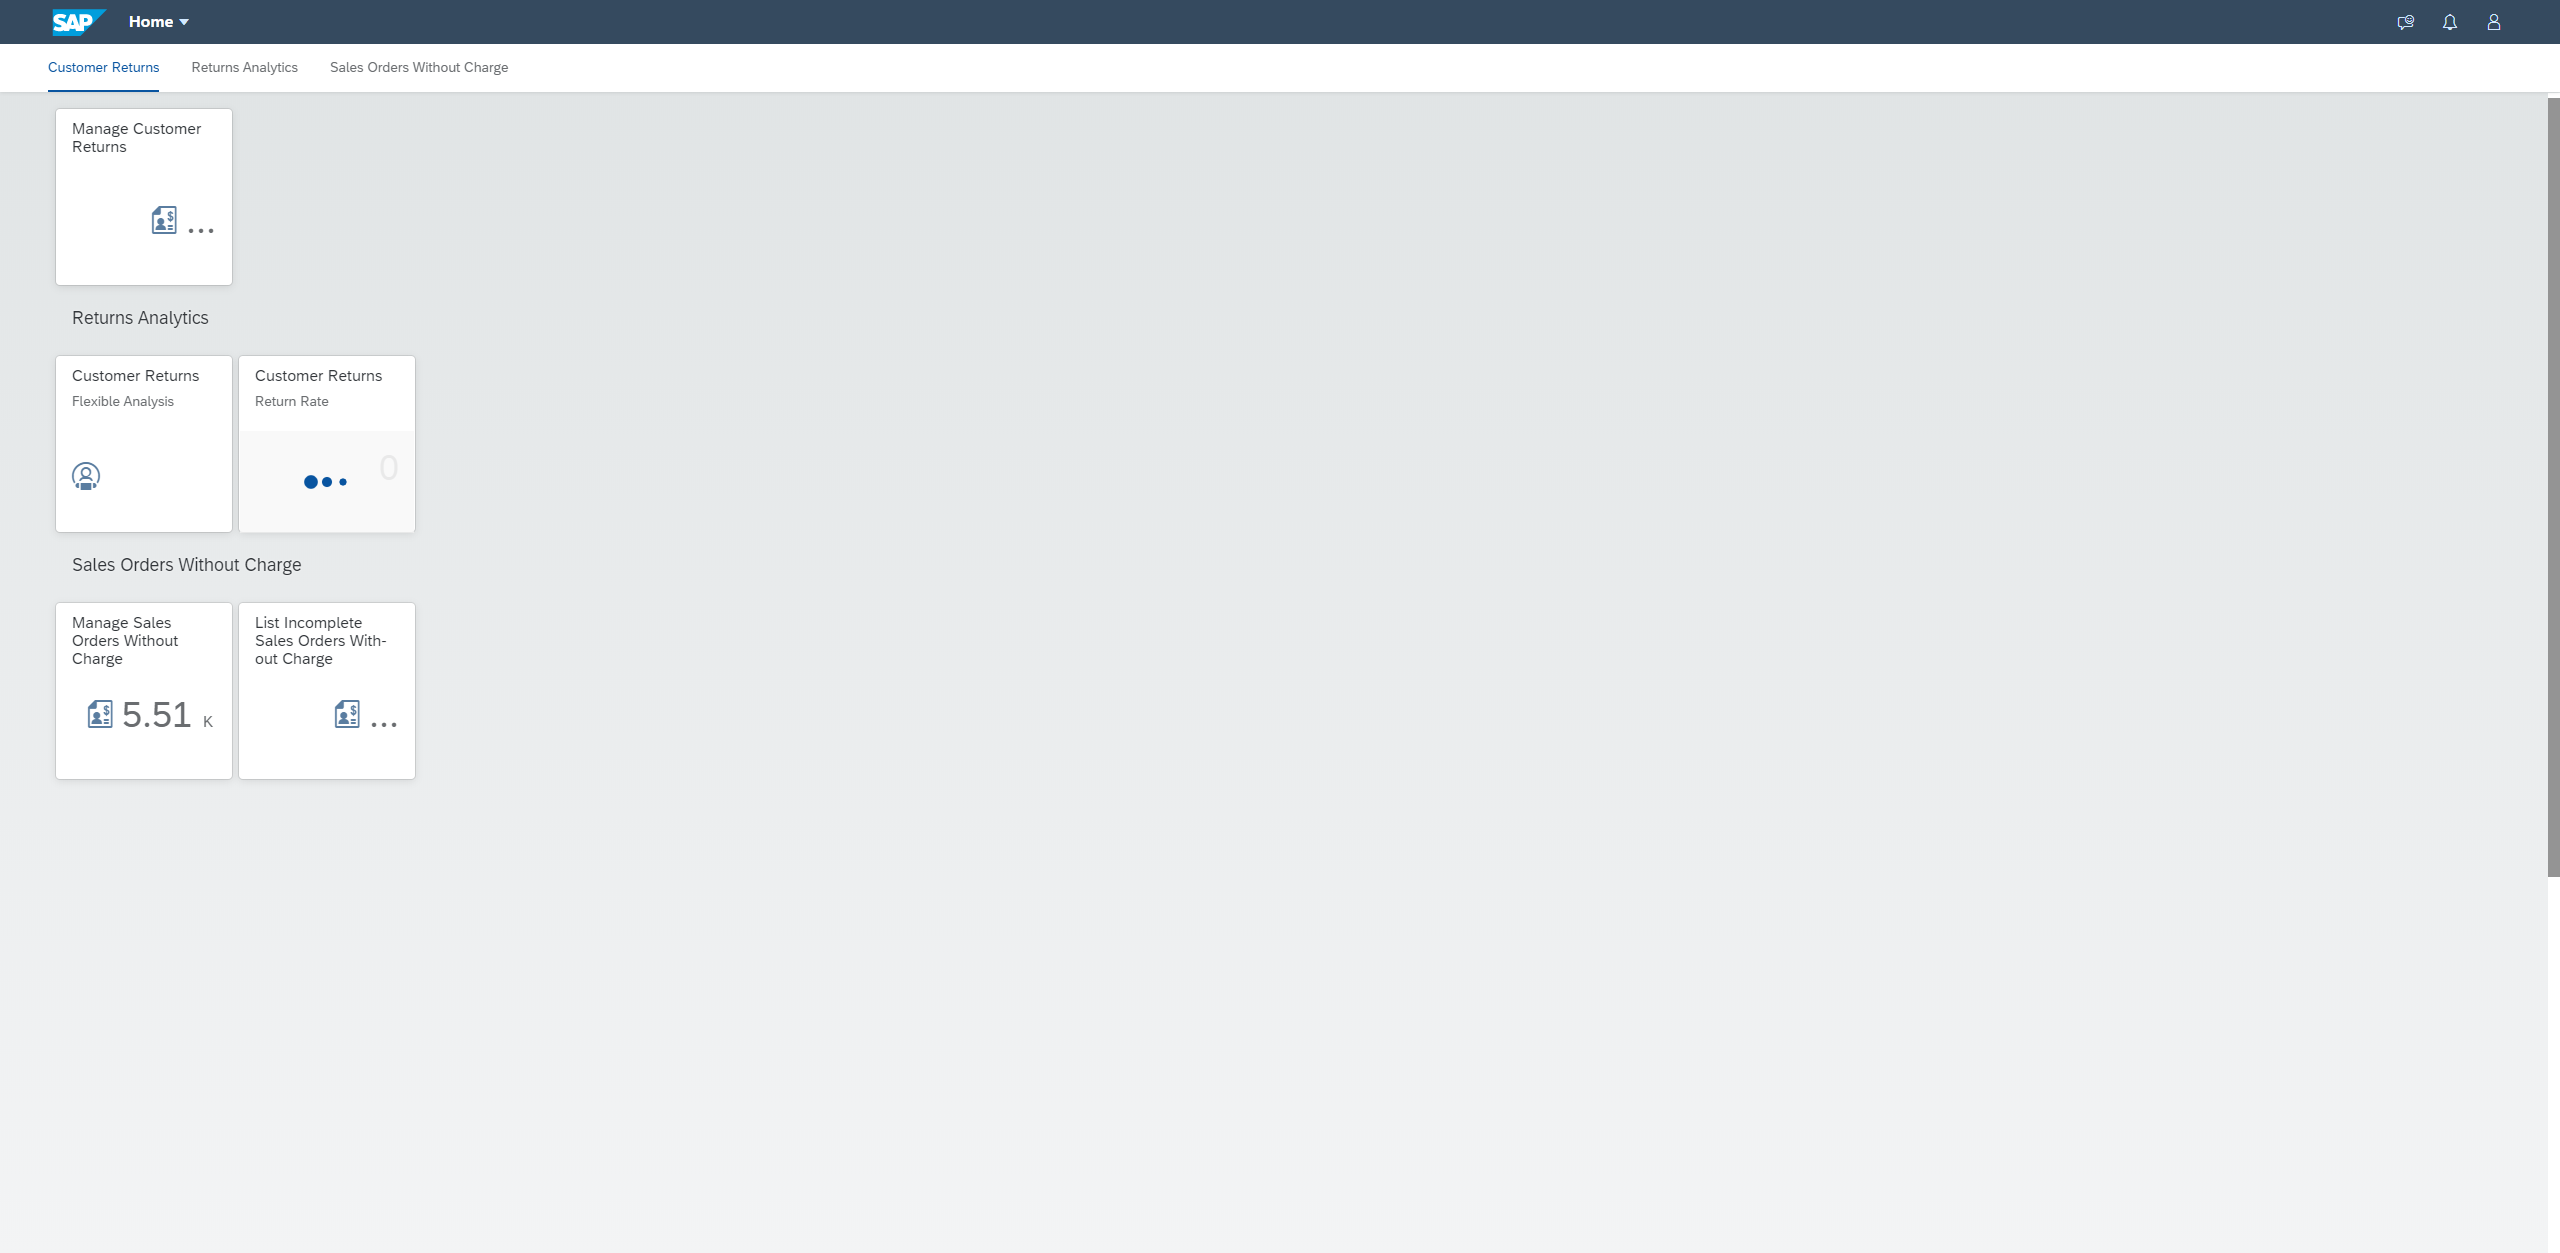 SAP Home
Customer Returns Returns Analytics Sales Orders Without Charge
Manage Customer
Returns
...
Returns Analytics
Customer Returns
Flexible Analysis
Customer Returns
Return Rate
0
Sales Orders Without Charge
Manage Sales
Orders Without
Charge
5.51 K
List Incomplete
Sales Orders With-
out Charge
...